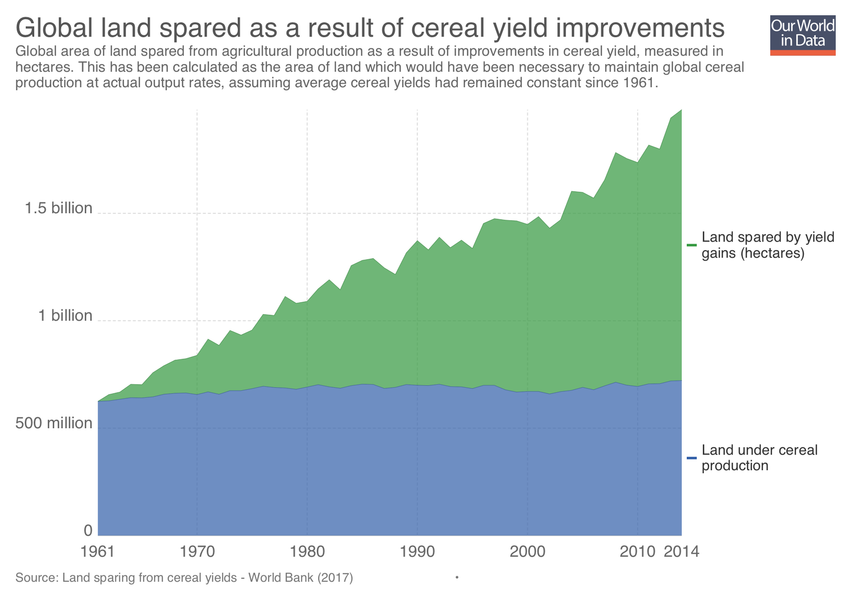 Global land spared as a result of cereal yield improvements
Our World
in Data
Global area of land spared from agricultural production as a result of improvements in cereal yield, measured in
hectares. This has been calculated as the area of land which would have been necessary to maintain global cereal
production at actual output rates, assuming average cereal yields had remained constant since 1961.
1.5 billion
1 billion
500 million
0
Land spared by yield
gains (hectares)
Land under cereal
production
1961 1970 1980 1990 2000 2010 2014
Source: Land sparing from cereal yields - World Bank (2017)